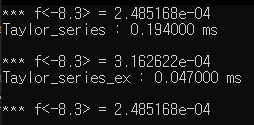 *** f<-8.3> = 2.485168e-04
Taylor_series : 0.194000 ms
*** f<-8.3> = 3.162622e-04
Taylor_series_ex : 0.047000 ms
*** f<-8.3> = 2.485168e-04